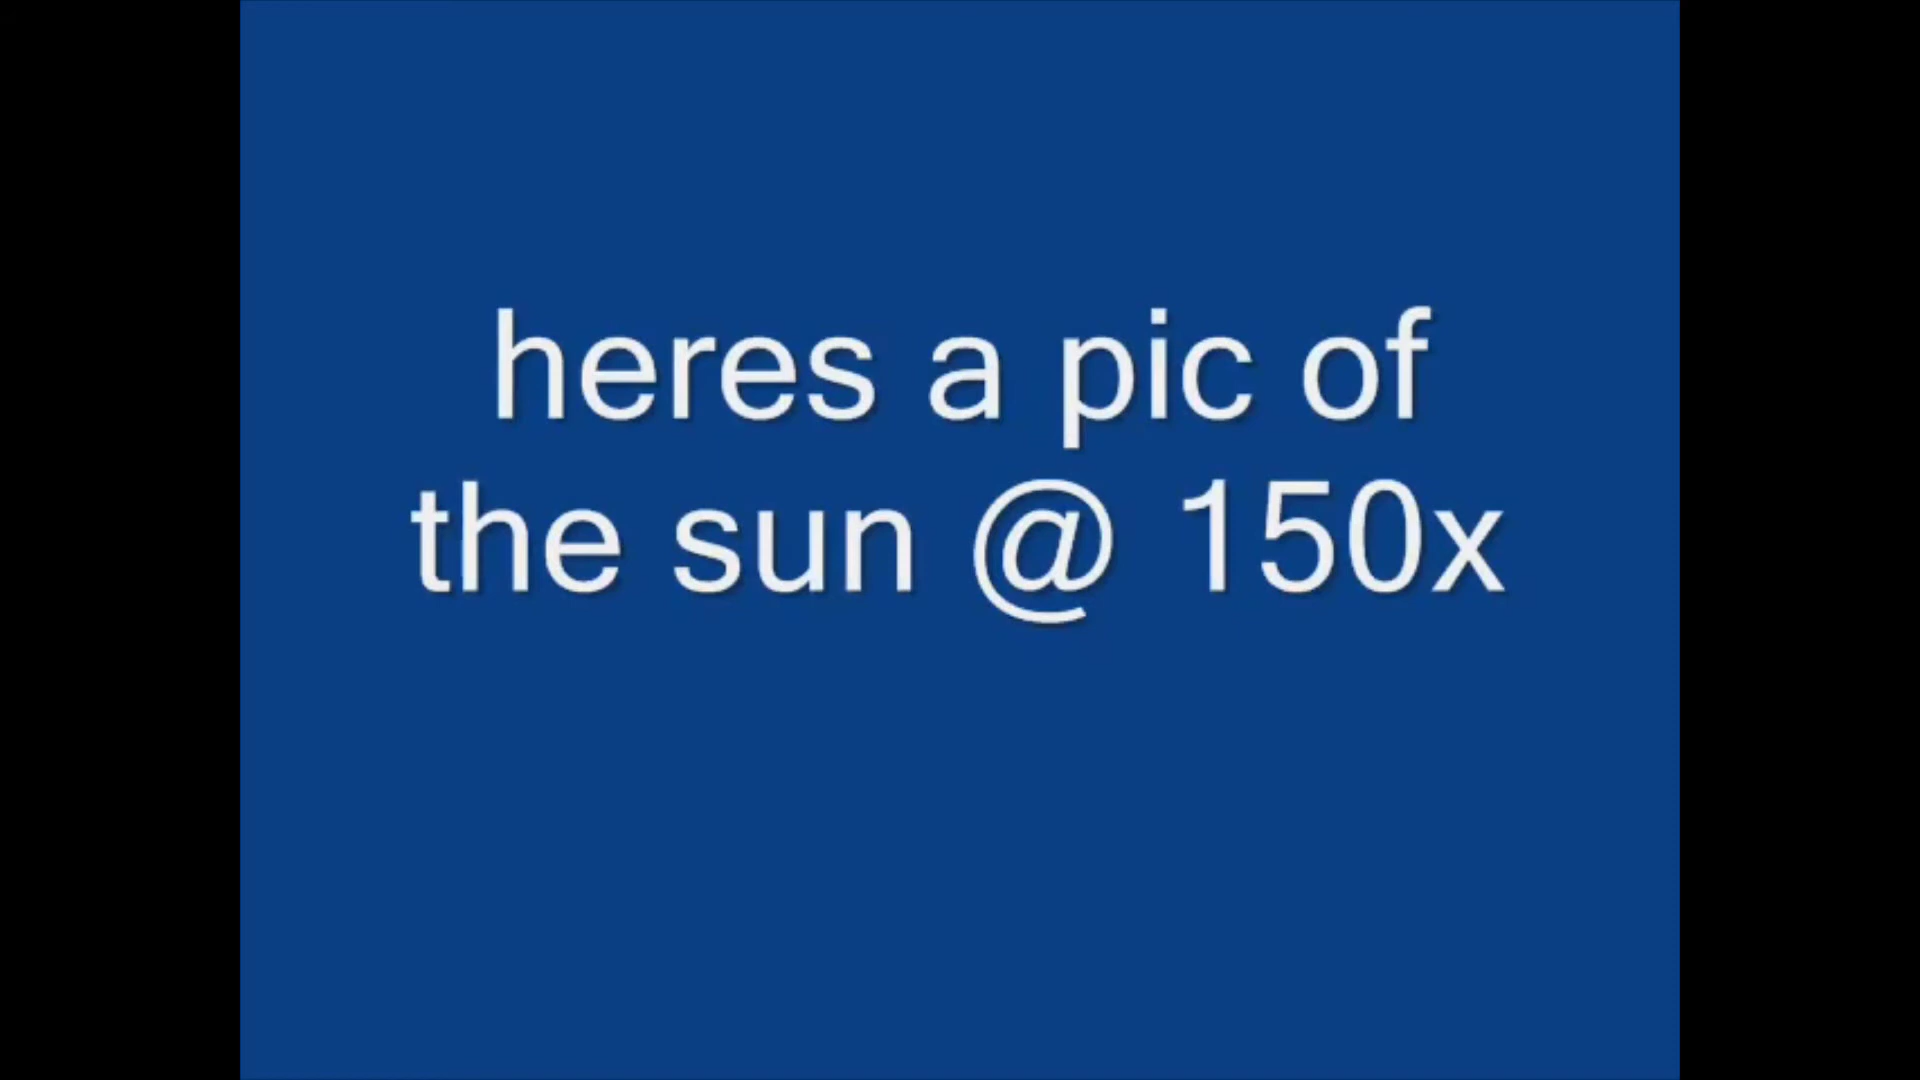 heres a pic of
the sun @ 150x